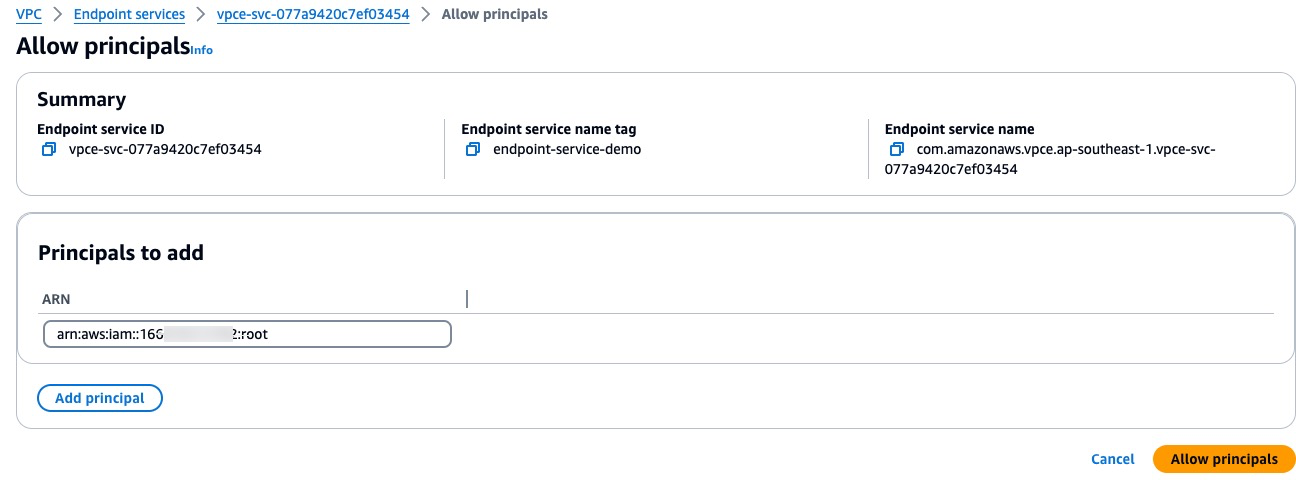 VPC > Endpoint services > vpce-svc-077a9420c7ef03454 > Allow principals
Allow principals Info
Summary
Endpoint service ID
vpce-svc-077a9420c7ef03454
Endpoint service name tag
endpoint-service-demo
Endpoint service name
com.amazonaws.vpce.ap-southeast-1.vpce-svc-
077a9420c7ef03454
Principals to add
ARN
arn:aws:iam::166 2:root
Add principal
Cancel
Allow principals